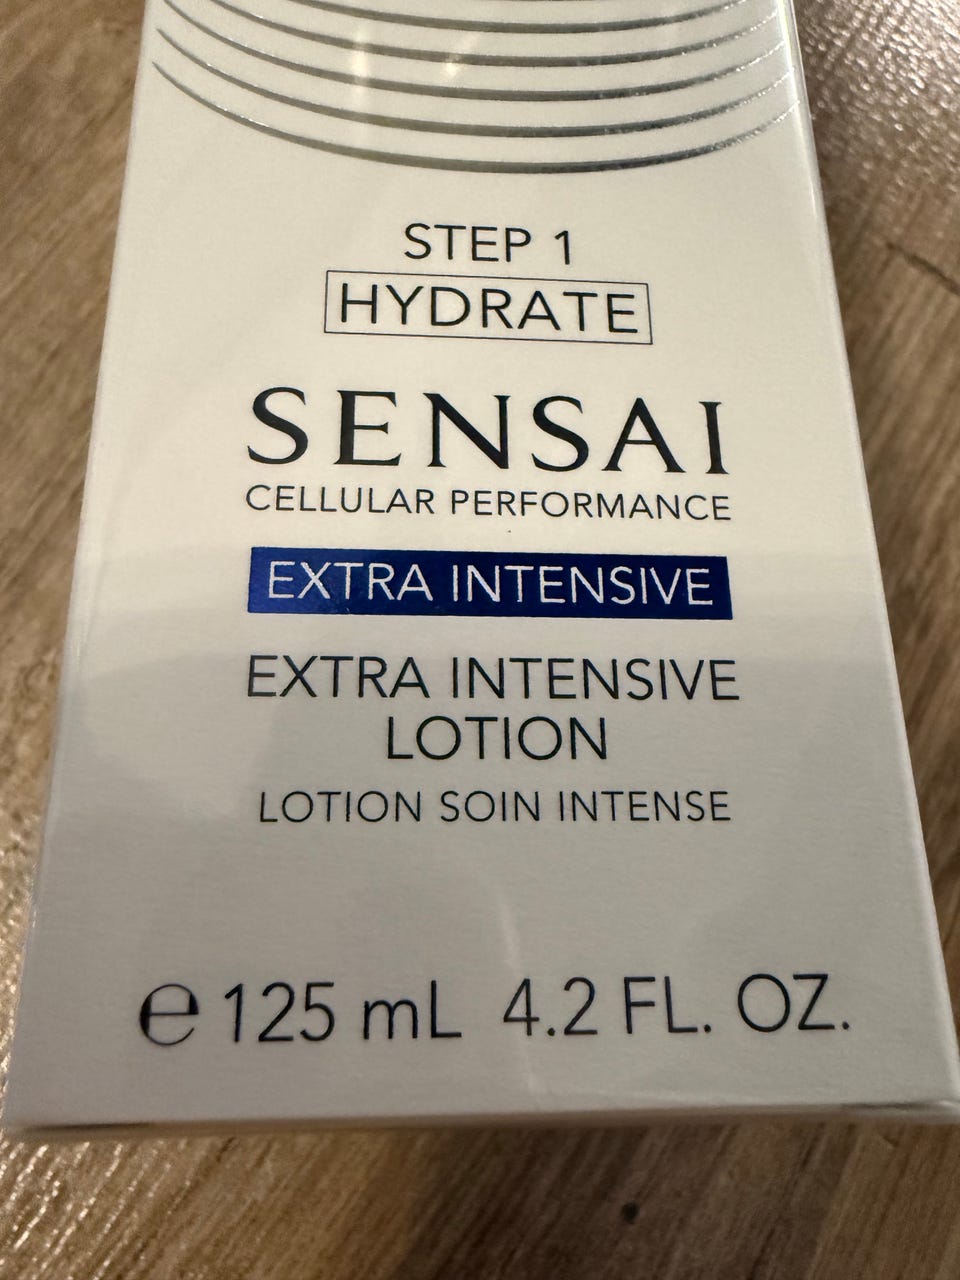 STEP 1
HYDRATE
SENSAI
CELLULAR PERFORMANCE
EXTRA INTENSIVE
EXTRA INTENSIVE
LOTION
LOTION SOIN INTENSE
℮ 125 mL 4.2 FL. OZ.